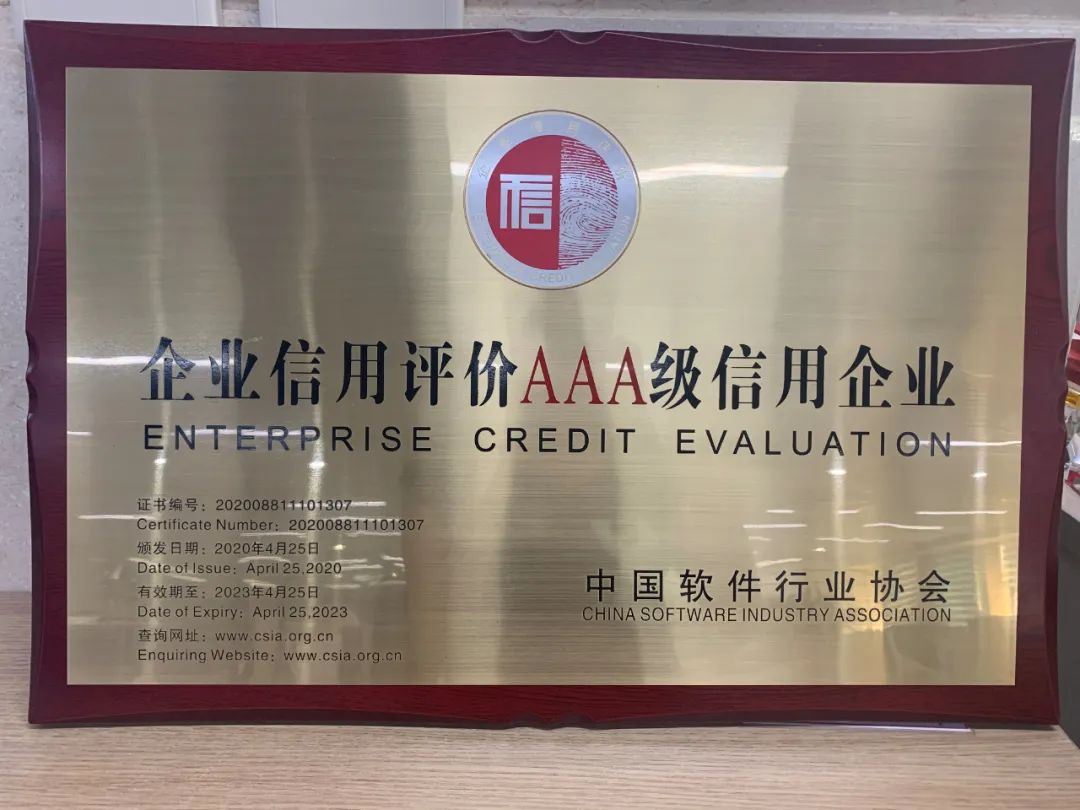 信
CREDIT
企业信用评价AAA级信用企业
ENTERPRISE CREDIT EVALUATION
证书编号：202008811101307
Certificate Number：202008811101307
颁发日期：2020年4月25日
Date of Issue：April 25,2020
有效期至：2023年4月25日
Date of Expiry：April 25,2023
查询网址：www.csia.org.cn
Enquiring Website：www.csia.org.cn
中国软件行业协会
CHINA SOFTWARE INDUSTRY ASSOCIATION